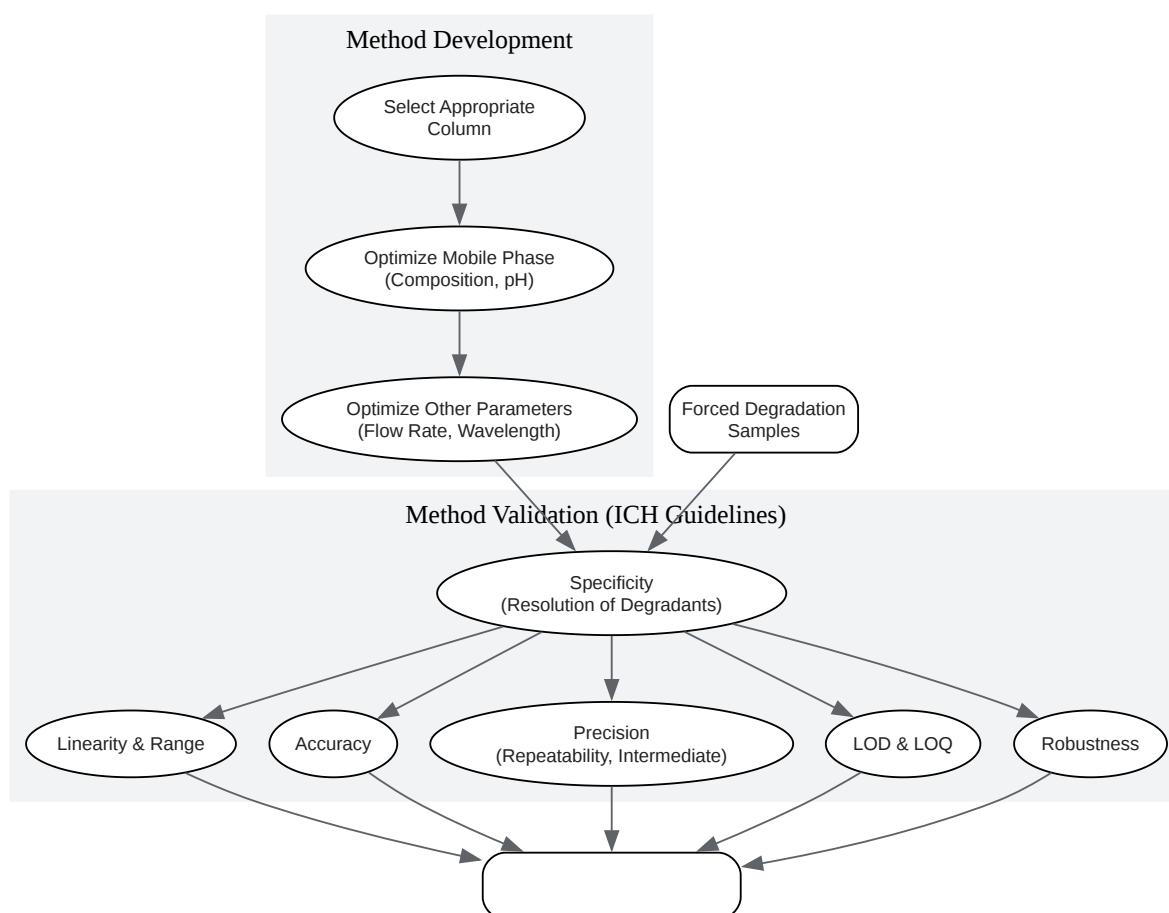 Method Development
Select Appropriate
Column
Optimize Mobile Phase
(Composition, pH)
Optimize Other Parameters
(Flow Rate, Wavelength)
Forced Degradation
Samples
Method Validation (ICH Guidelines)
Specificity
(Resolution of Degradants)
Linearity & Range
Accuracy
Precision
(Repeatability, Intermediate)
LOD & LOQ
Robustness